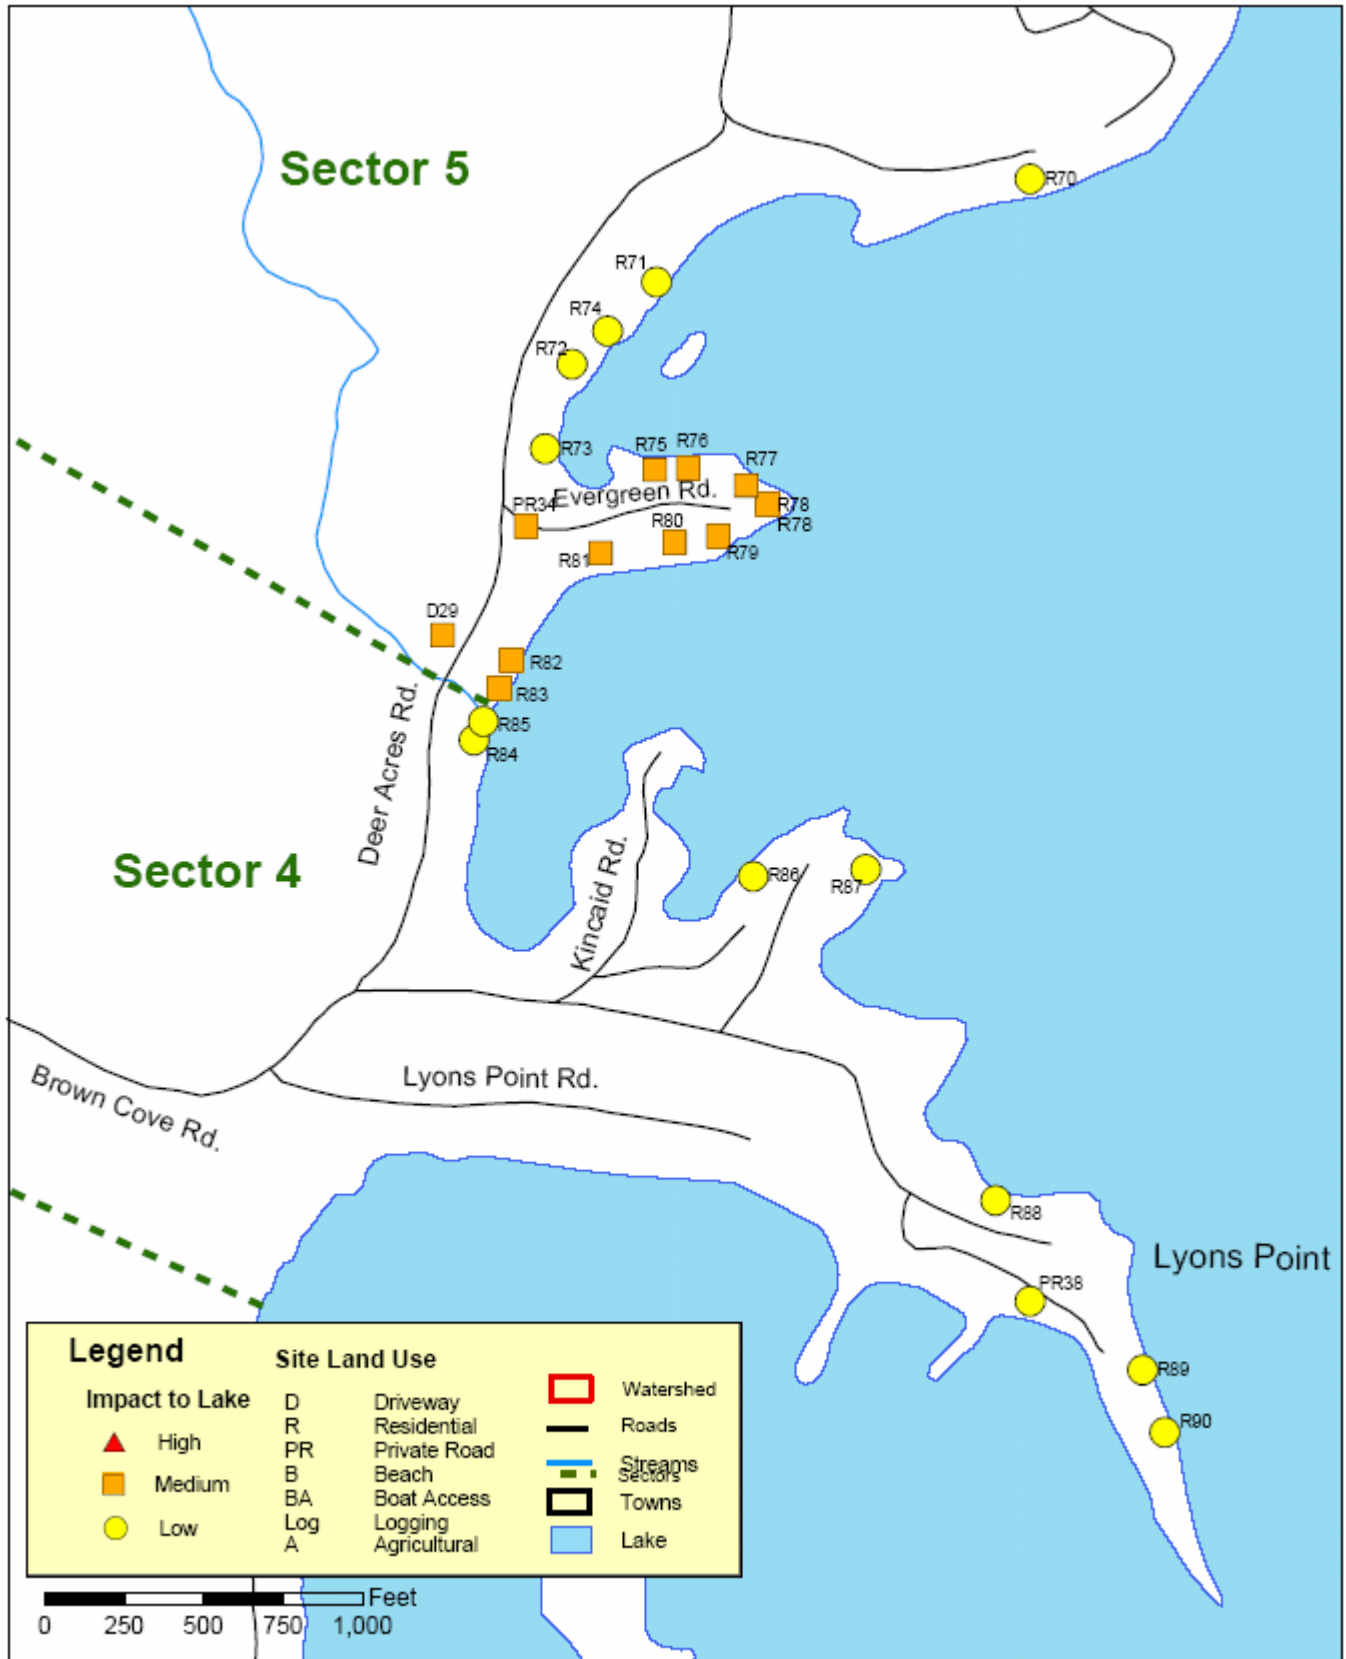 Sector 5
R70
R71
R74
R72
R73
R75
R76
R77
Evergreen Rd.
PR34
R78
R78
R80
R79
R81
D29
R82
R83
R85
R84
Deer Acres Rd.
Sector 4
Kincaid Rd.
R86
R87
Brown Cove Rd.
Lyons Point Rd.
R88
Lyons Point
PR38
R89
R90
Legend
Impact to Lake
High
Medium
Low
Site Land Use
D Driveway
R Residential
PR Private Road
B Beach
BA Boat Access
Log Logging
A Agricultural
Watershed
Roads
Streams
Sectors
Towns
Lake
Feet
0 250 500 750 1,000